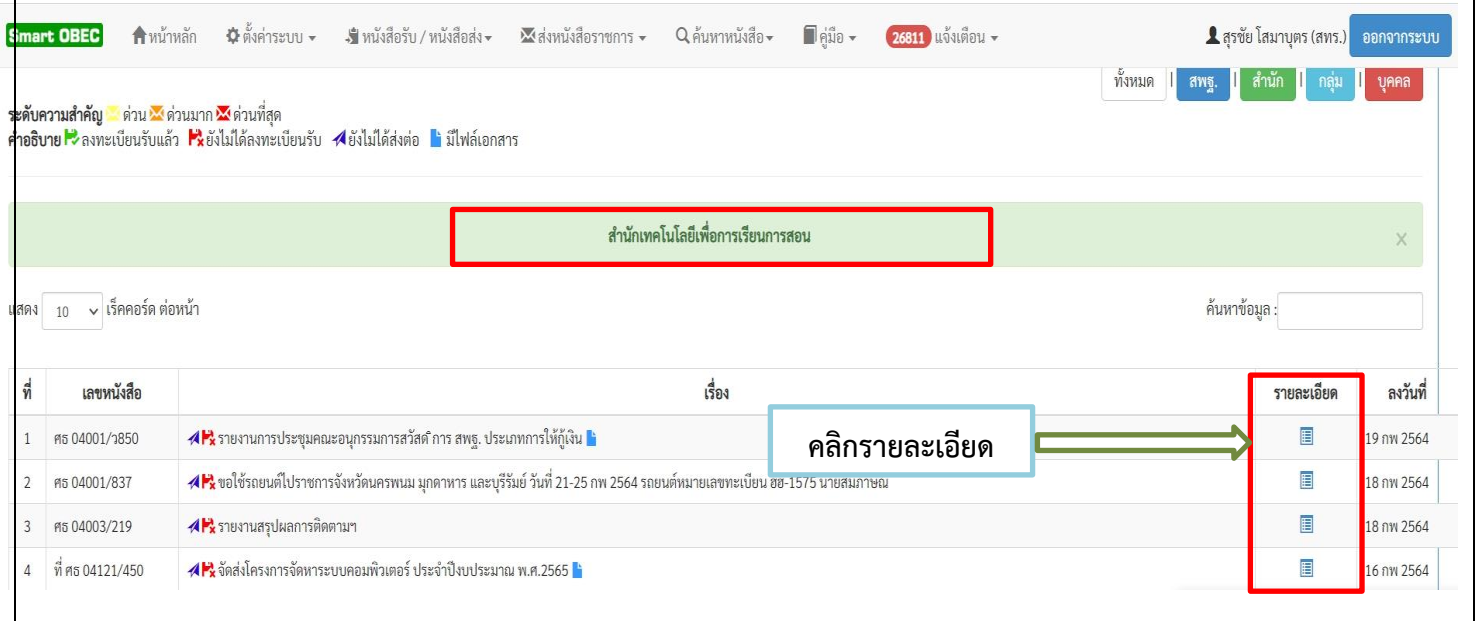 Smart OBEC หน้าหลัก ตั้งค่าระบบ หนังสือรับ / หนังสือส่ง ส่งหนังสือราชการ ค้นหาหนังสือ คู่มือ 26811 แจ้งเตือน สุรชัย โสมาบุตร (สทร.) ออกจากระบบ
ทั้งหมด | สพฐ. | สำนัก | กลุ่ม | บุคคล
ระดับความสำคัญ ด่วน ด่วนมาก ด่วนที่สุด
คำอธิบาย ลงทะเบียนรับแล้ว ยังไม่ได้ลงทะเบียนรับ ยังไม่ได้ส่งต่อ มีไฟล์เอกสาร
สำนักเทคโนโลยีเพื่อการเรียนการสอน x
แสดง 10 เร็คคอร์ด ต่อหน้า ค้นหาข้อมูล :
ที่ เลขหนังสือ เรื่อง รายละเอียด ลงวันที่
คลิกรายละเอียด
1 ศธ 04001/ว850 รายงานการประชุมคณะอนุกรรมการสวัสดิการ สพฐ. ประเภทการให้กู้เงิน 19 กพ 2564
2 ศธ 04001/837 ขอใช้รถยนต์ไปราชการจังหวัดนครพนม มุกดาหาร และบุรีรัมย์ วันที่ 21-25 กพ 2564 รถยนต์หมายเลขทะเบียน ฮฮ-1575 นายสมภาษณ์ 18 กพ 2564
3 ศธ 04003/219 รายงานสรุปผลการติดตามฯ 18 กพ 2564
4 ที่ ศธ 04121/450 จัดส่งโครงการจัดหาระบบคอมพิวเตอร์ ประจำปีงบประมาณ พ.ศ.2565 16 กพ 2564